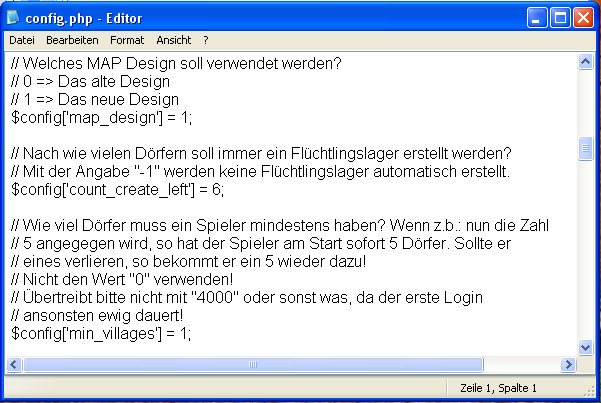 config.php - Editor
Datei Bearbeiten Format Ansicht ?
// Welches MAP Design soll verwendet werden?
// 0 => Das alte Design
// 1 => Das neue Design
$config['map_design'] = 1;
// Nach wie vielen Dörfern soll immer ein Flüchtlingslager erstellt werden?
// Mit der Angabe "-1" werden keine Flüchtlingslager automatisch erstellt.
$config['count_create_left'] = 6;
// Wie viel Dörfer muss ein Spieler mindestens haben? Wenn z.b.: nun die Zahl
// 5 angegegen wird, so hat der Spieler am Start sofort 5 Dörfer. Sollte er
// eines verlieren, so bekommt er ein 5 wieder dazu!
// Nicht den Wert "0" verwenden!
// Übertreibt bitte nicht mit "4000" oder sonst was, da der erste Login
// ansonsten ewig dauert!
$config['min_villages'] = 1;
Zeile 1, Spalte 1